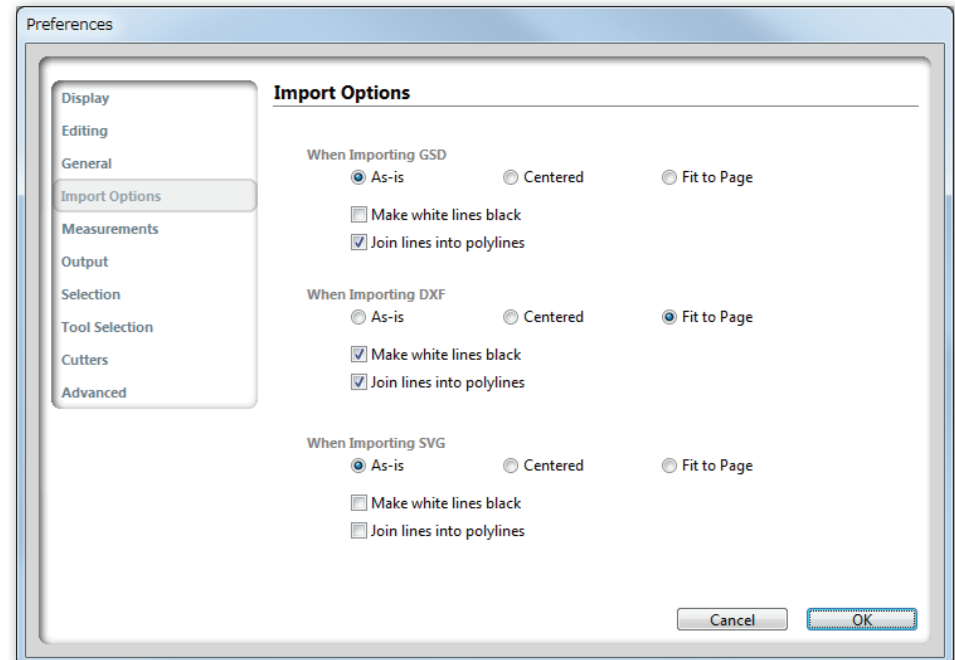 Preferences
Display
Editing
General
Import Options
Measurements
Output
Selection
Tool Selection
Cutters
Advanced
Import Options
When Importing GSD
As-is Centered Fit to Page
Make white lines black
Join lines into polylines
When Importing DXF
As-is Centered Fit to Page
Make white lines black
Join lines into polylines
When Importing SVG
As-is Centered Fit to Page
Make white lines black
Join lines into polylines
Cancel OK